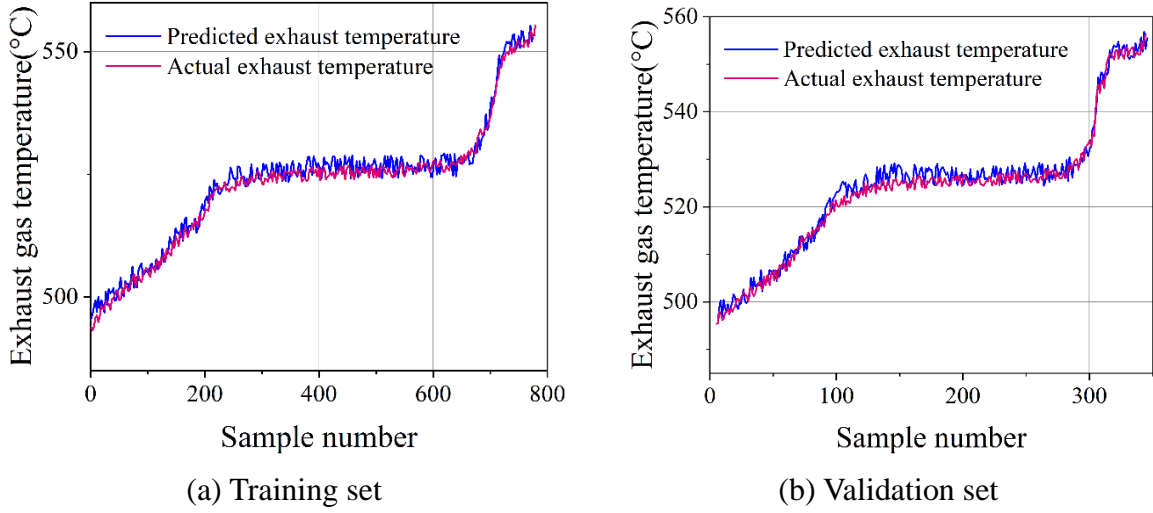 Predicted exhaust temperature
Actual exhaust temperature
Exhaust gas temperature(°C)
550
500
0
200
400
600
800
Sample number
(a) Training set
Predicted exhaust temperature
Actual exhaust temperature
Exhaust gas temperature(°C)
560
540
520
500
0
100
200
300
Sample number
(b) Validation set